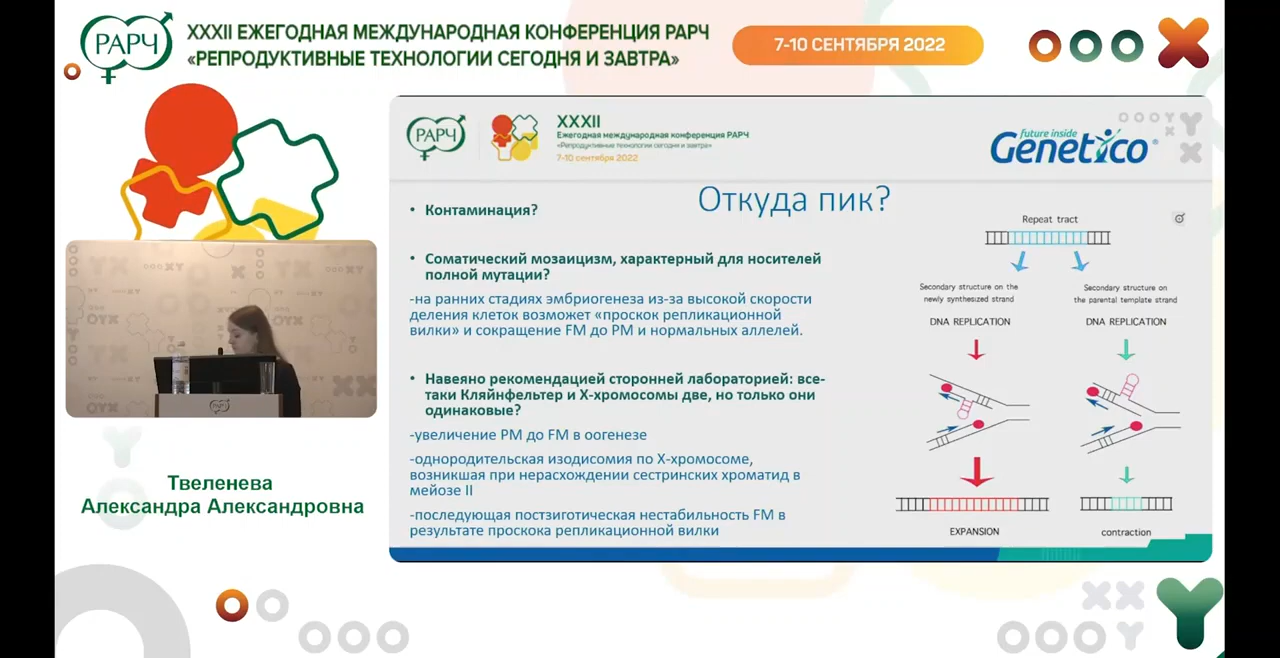 РАРЧ
XXXII ЕЖЕГОДНАЯ МЕЖДУНАРОДНАЯ КОНФЕРЕНЦИЯ РАРЧ
«РЕПРОДУКТИВНЫЕ ТЕХНОЛОГИИ СЕГОДНЯ И ЗАВТРА»
7-10 СЕНТЯБРЯ 2022
РАРЧ
XXXII
Ежегодная международная конференция РАРЧ
«Репродуктивные технологии сегодня и завтра»
7-10 сентября 2022
future inside
Genetico
Откуда пик?
• Контаминация?
• Соматический мозаицизм, характерный для носителей
полной мутации?
-на ранних стадиях эмбриогенеза из-за высокой скорости
деления клеток возможет «проскок репликационной
вилки» и сокращение FM до PM и нормальных аллелей.
• Навеяно рекомендацией сторонней лабораторией: все-
таки Кляйнфельтер и Х-хромосомы две, но только они
одинаковые?
-увеличение PM до FM в оогенезе
-однородительская изодисомия по Х-хромосоме,
возникшая при нерасхождении сестринских хроматид в
мейозе II
-последующая постзиготическая нестабильность FM в
результате проскока репликационной вилки
Repeat tract
Secondary structure on the
newly synthesized strand
DNA REPLICATION
EXPANSION
Secondary structure on
the parental template strand
DNA REPLICATION
contraction
Твеленева
Александра Александровна